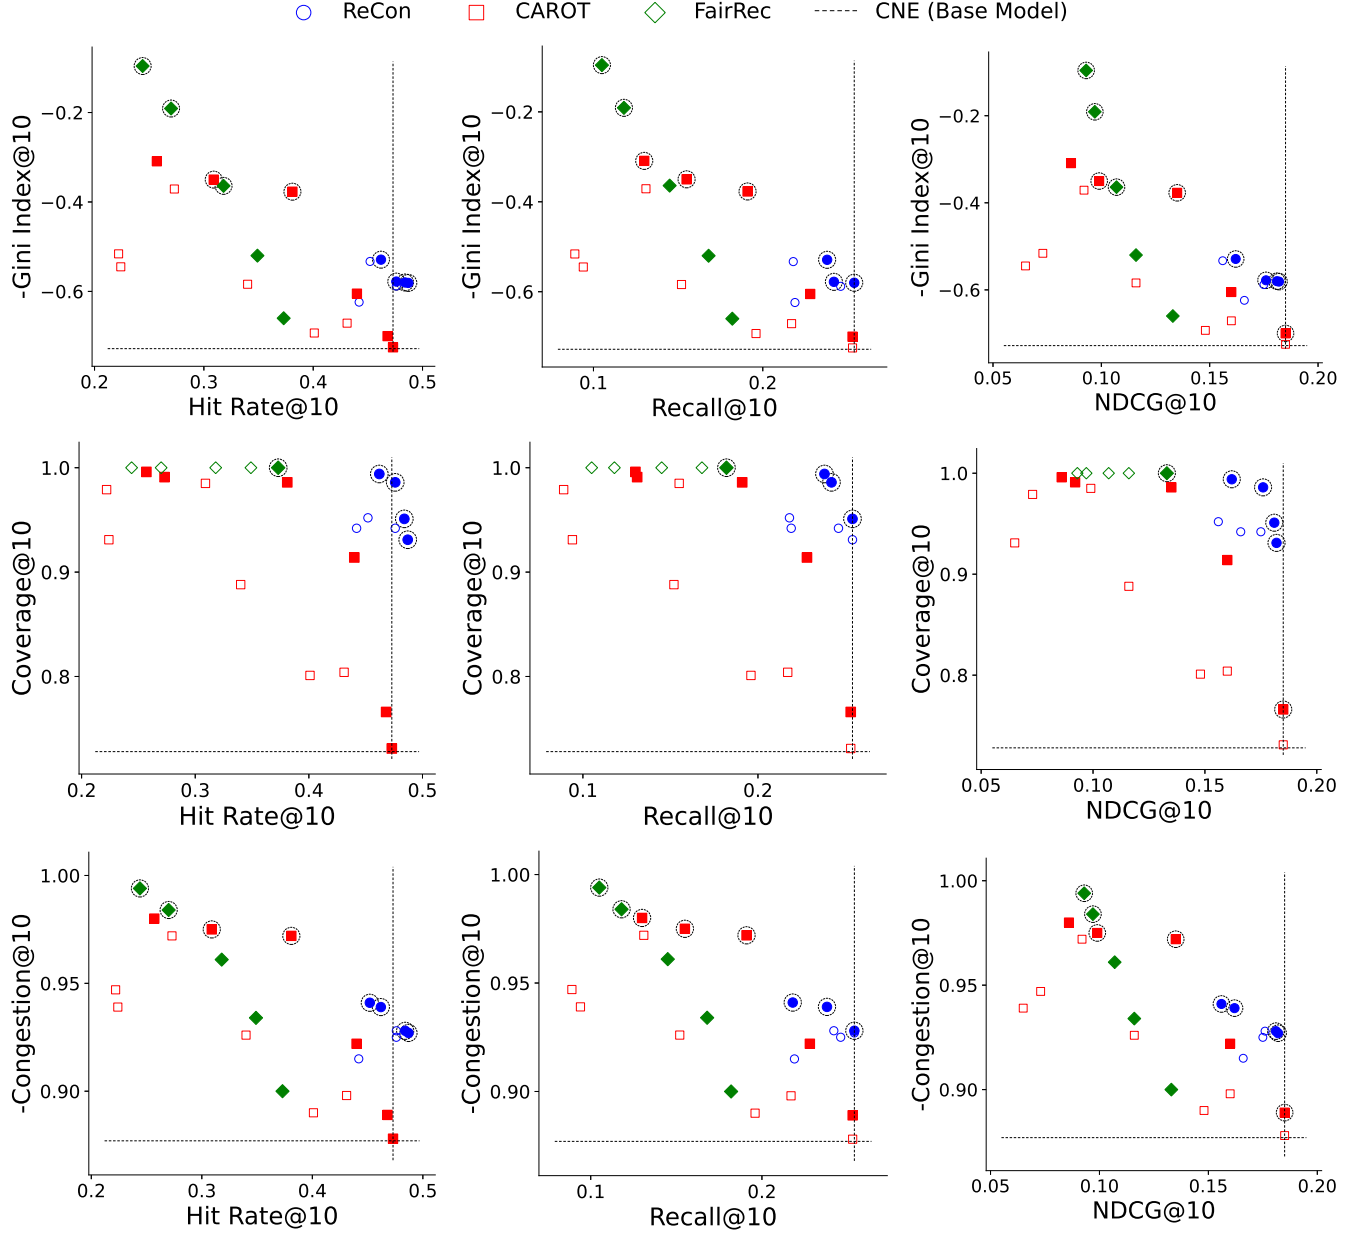 ReCon CAROT FairRec CNE (Base Model)
-Gini Index@10
−0.2
−0.4
−0.6
0.2 0.3 0.4 0.5
Hit Rate@10
-Gini Index@10
−0.2
−0.4
−0.6
0.1 0.2
Recall@10
-Gini Index@10
−0.2
−0.4
−0.6
0.05 0.10 0.15 0.20
NDCG@10
Coverage@10
1.0
0.9
0.8
0.2 0.3 0.4 0.5
Hit Rate@10
Coverage@10
1.0
0.9
0.8
0.1 0.2
Recall@10
Coverage@10
1.0
0.9
0.8
0.05 0.10 0.15 0.20
NDCG@10
-Congestion@10
1.00
0.95
0.90
0.2 0.3 0.4 0.5
Hit Rate@10
-Congestion@10
1.00
0.95
0.90
0.1 0.2
Recall@10
-Congestion@10
1.00
0.95
0.90
0.05 0.10 0.15 0.20
NDCG@10